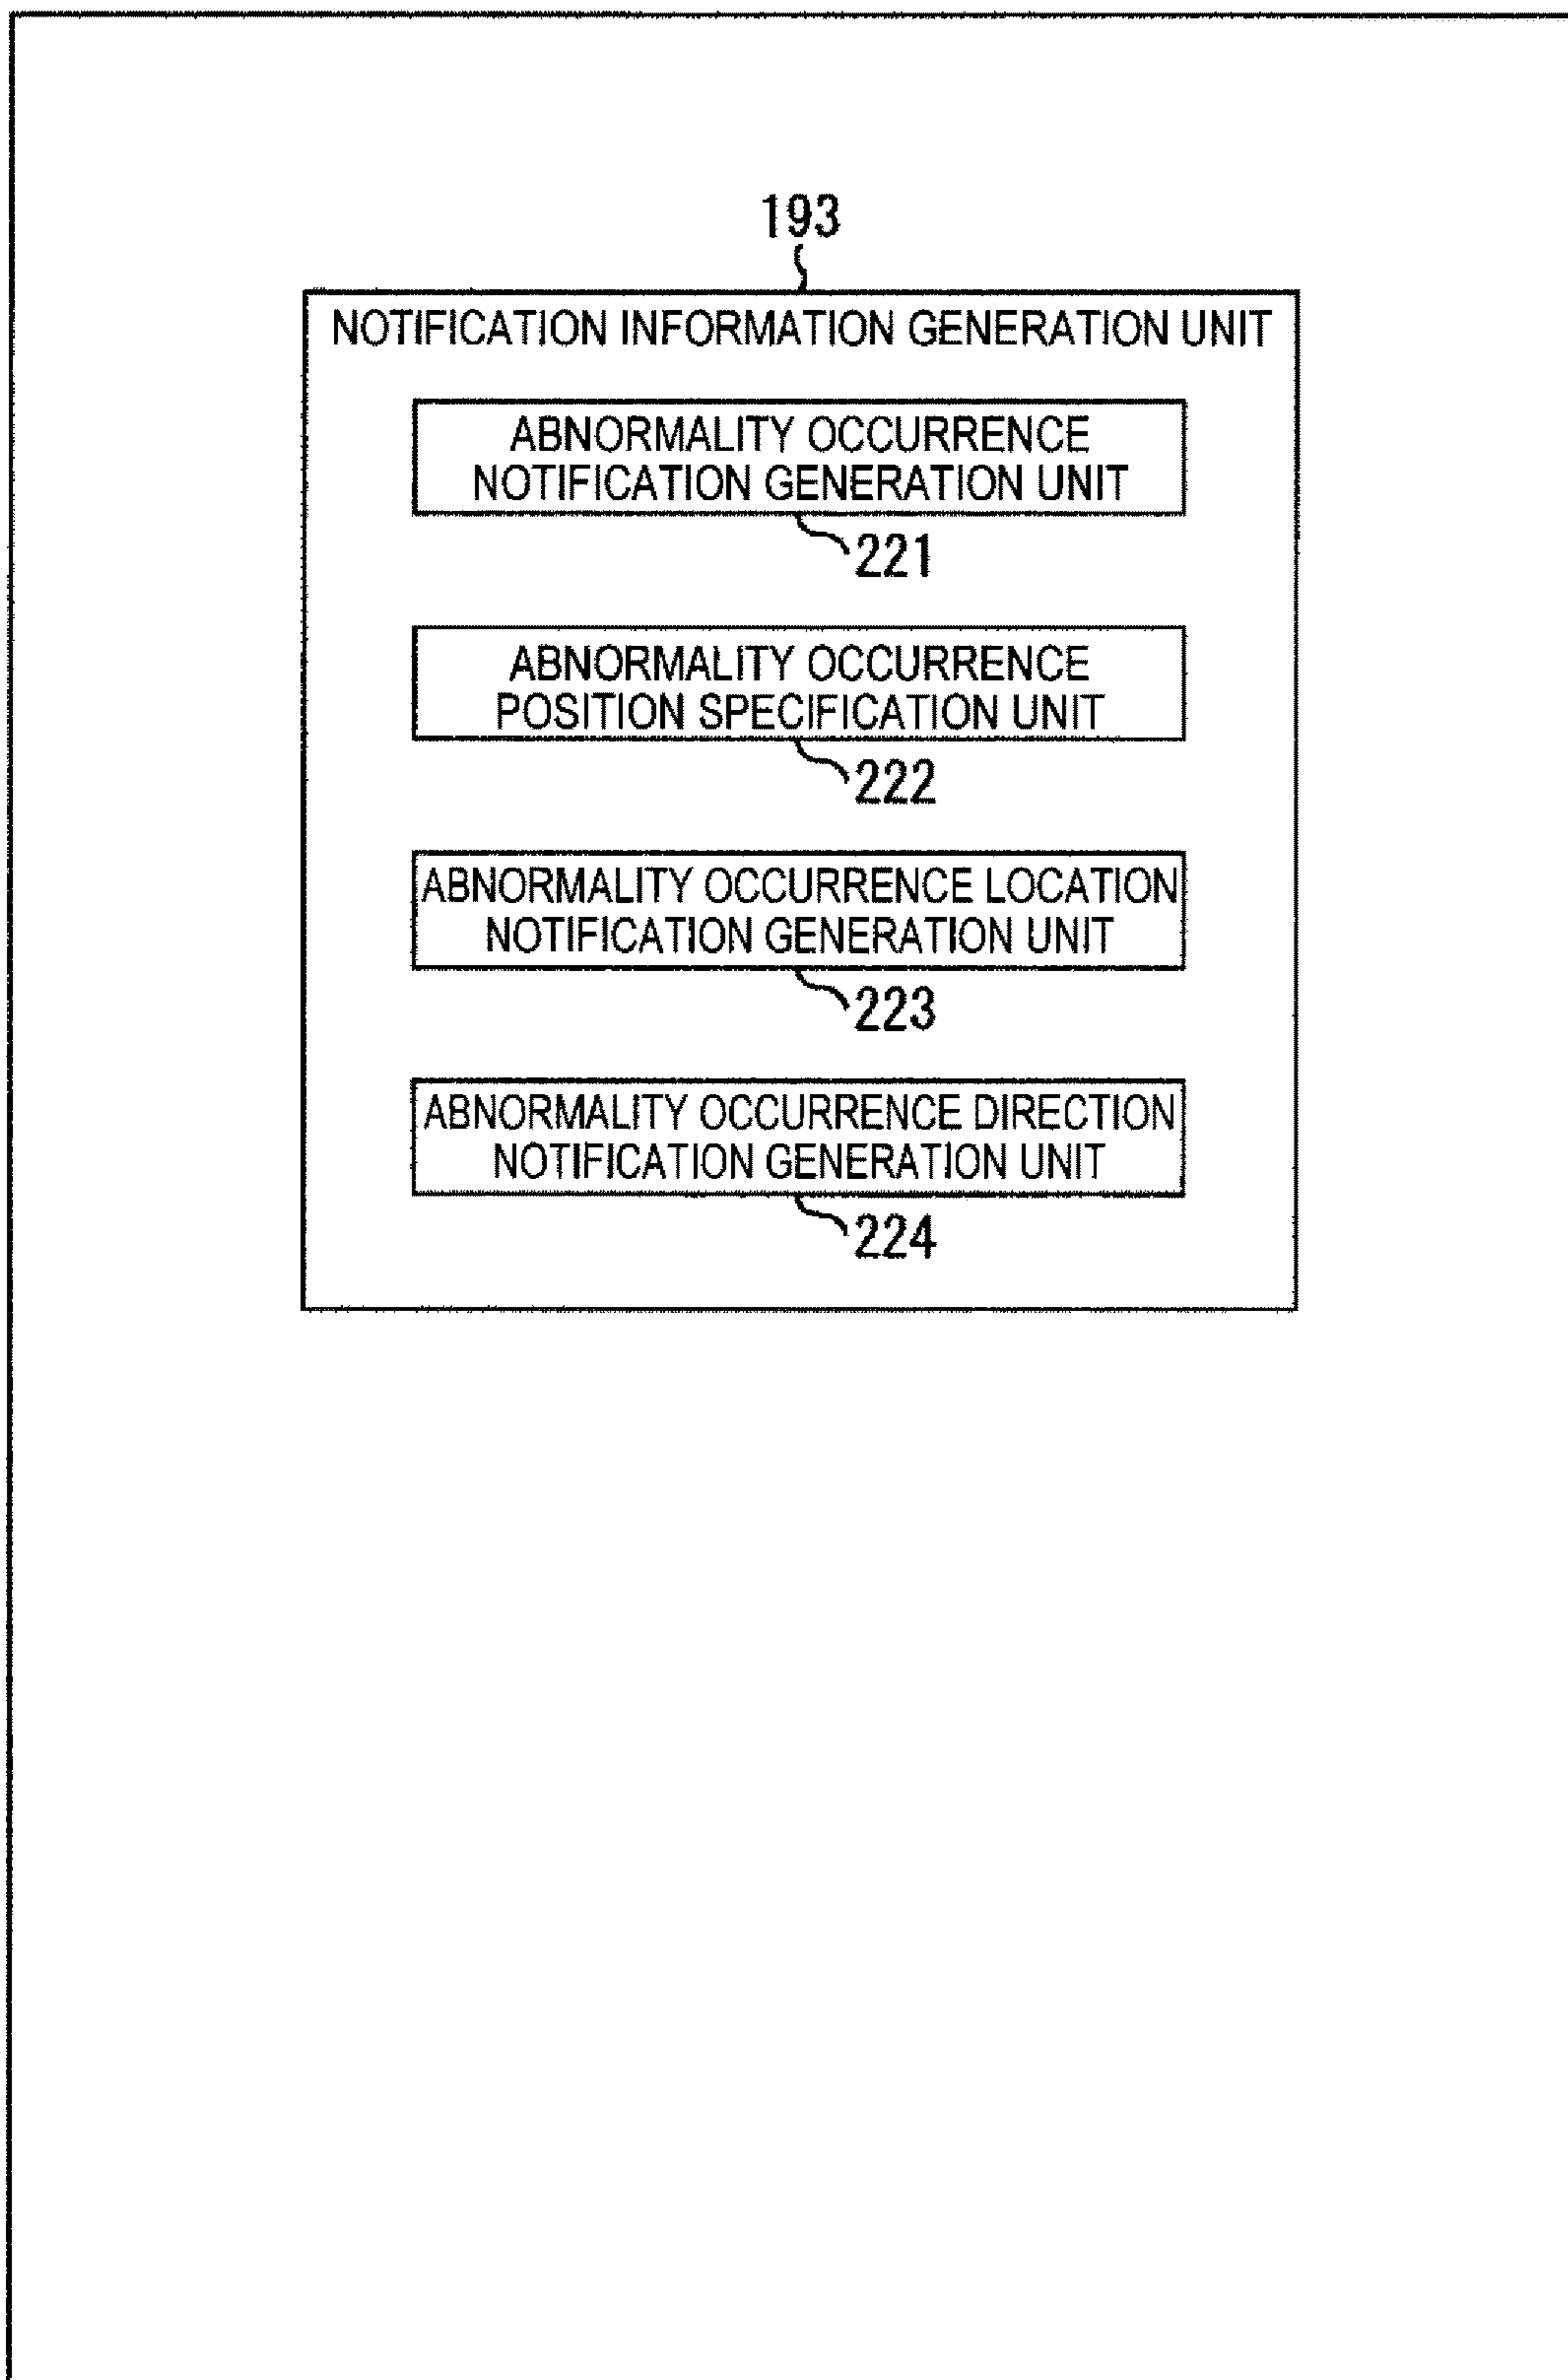 193
NOTIFICATION INFORMATION GENERATION UNIT
ABNORMALITY OCCURRENCE
NOTIFICATION GENERATION UNIT
221
ABNORMALITY OCCURRENCE
POSITION SPECIFICATION UNIT
222
ABNORMALITY OCCURRENCE LOCATION
NOTIFICATION GENERATION UNIT
223
ABNORMALITY OCCURRENCE DIRECTION
NOTIFICATION GENERATION UNIT
224